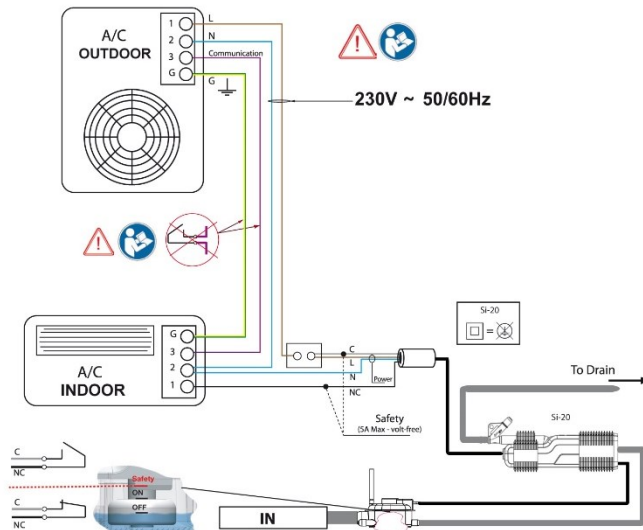 A/C
OUTDOOR
1
2
3
G
L
N
Communication
G
230V ~ 50/60Hz
A/C
INDOOR
G
3
2
1
C
L
N
Power
NC
Safety
(5A Max - volt-free)
Si-20
=
To Drain
Si-20
C
NC
C
NC
Safety
ON
OFF
IN